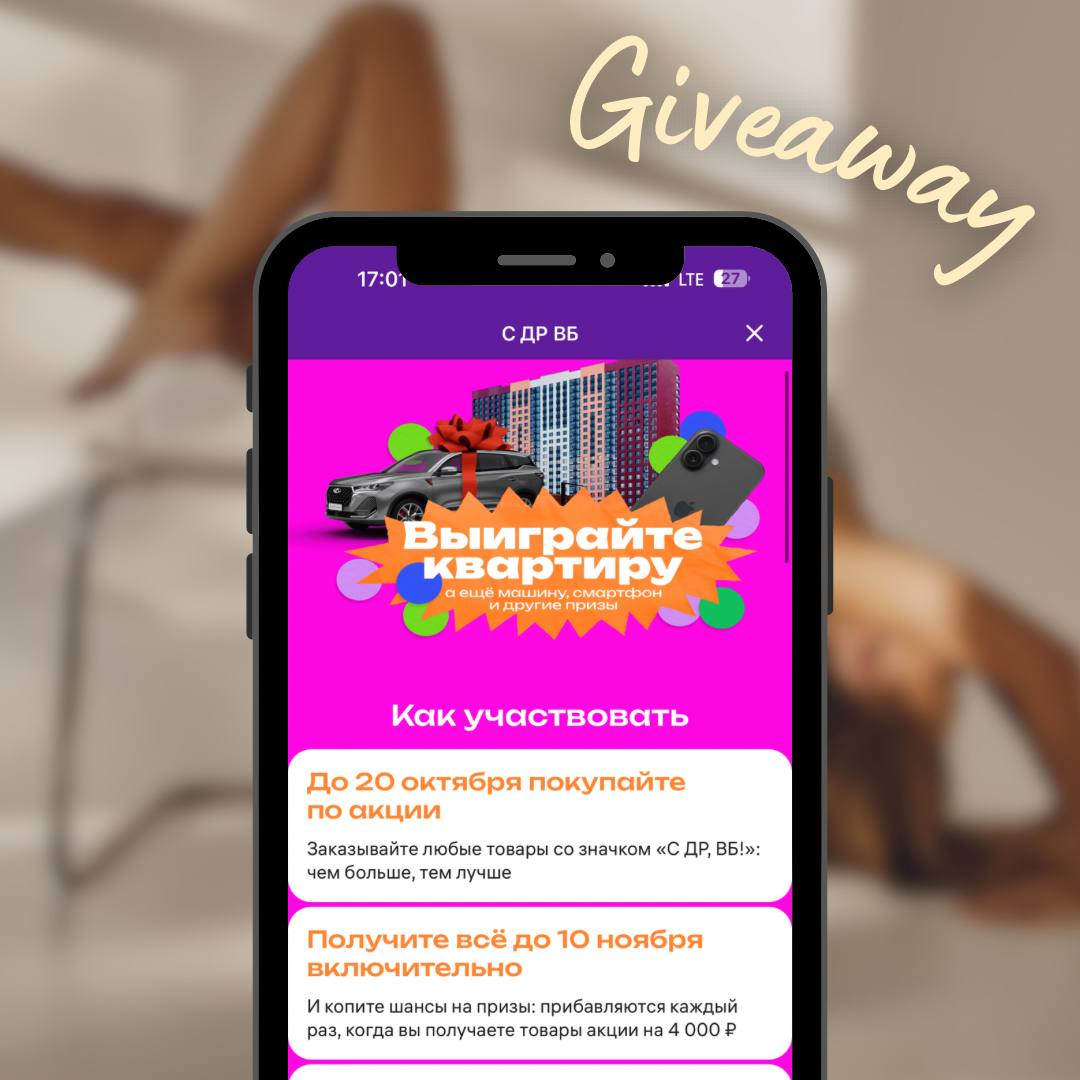 Giveaway
17:01
LTE
27
С ДР ВБ
Выиграйте
квартиру
а ещё машину, смартфон
и другие призы
Как участвовать
До 20 октября покупайте
по акции
Заказывайте любые товары со значком «С ДР, ВБ!»:
чем больше, тем лучше
Получите всё до 10 ноября
включительно
И копите шансы на призы: прибавляются каждый
раз, когда вы получаете товары акции на 4 000 ₽